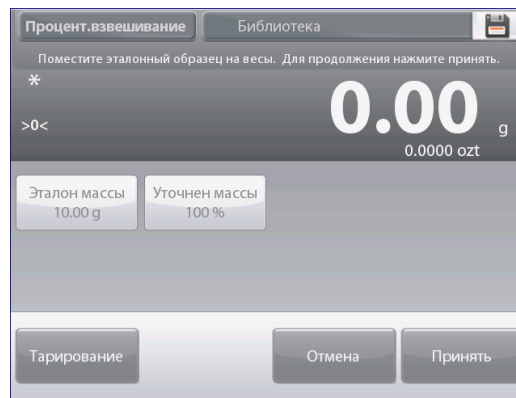 Процент.взвешивание Библиотека
Поместите эталонный образец на весы. Для продолжения нажмите принять.
*
>0<
0.00 g
0.0000 ozt
Эталон массы Уточнен массы
10.00 g 100 %
Тарирование Отмена Принять